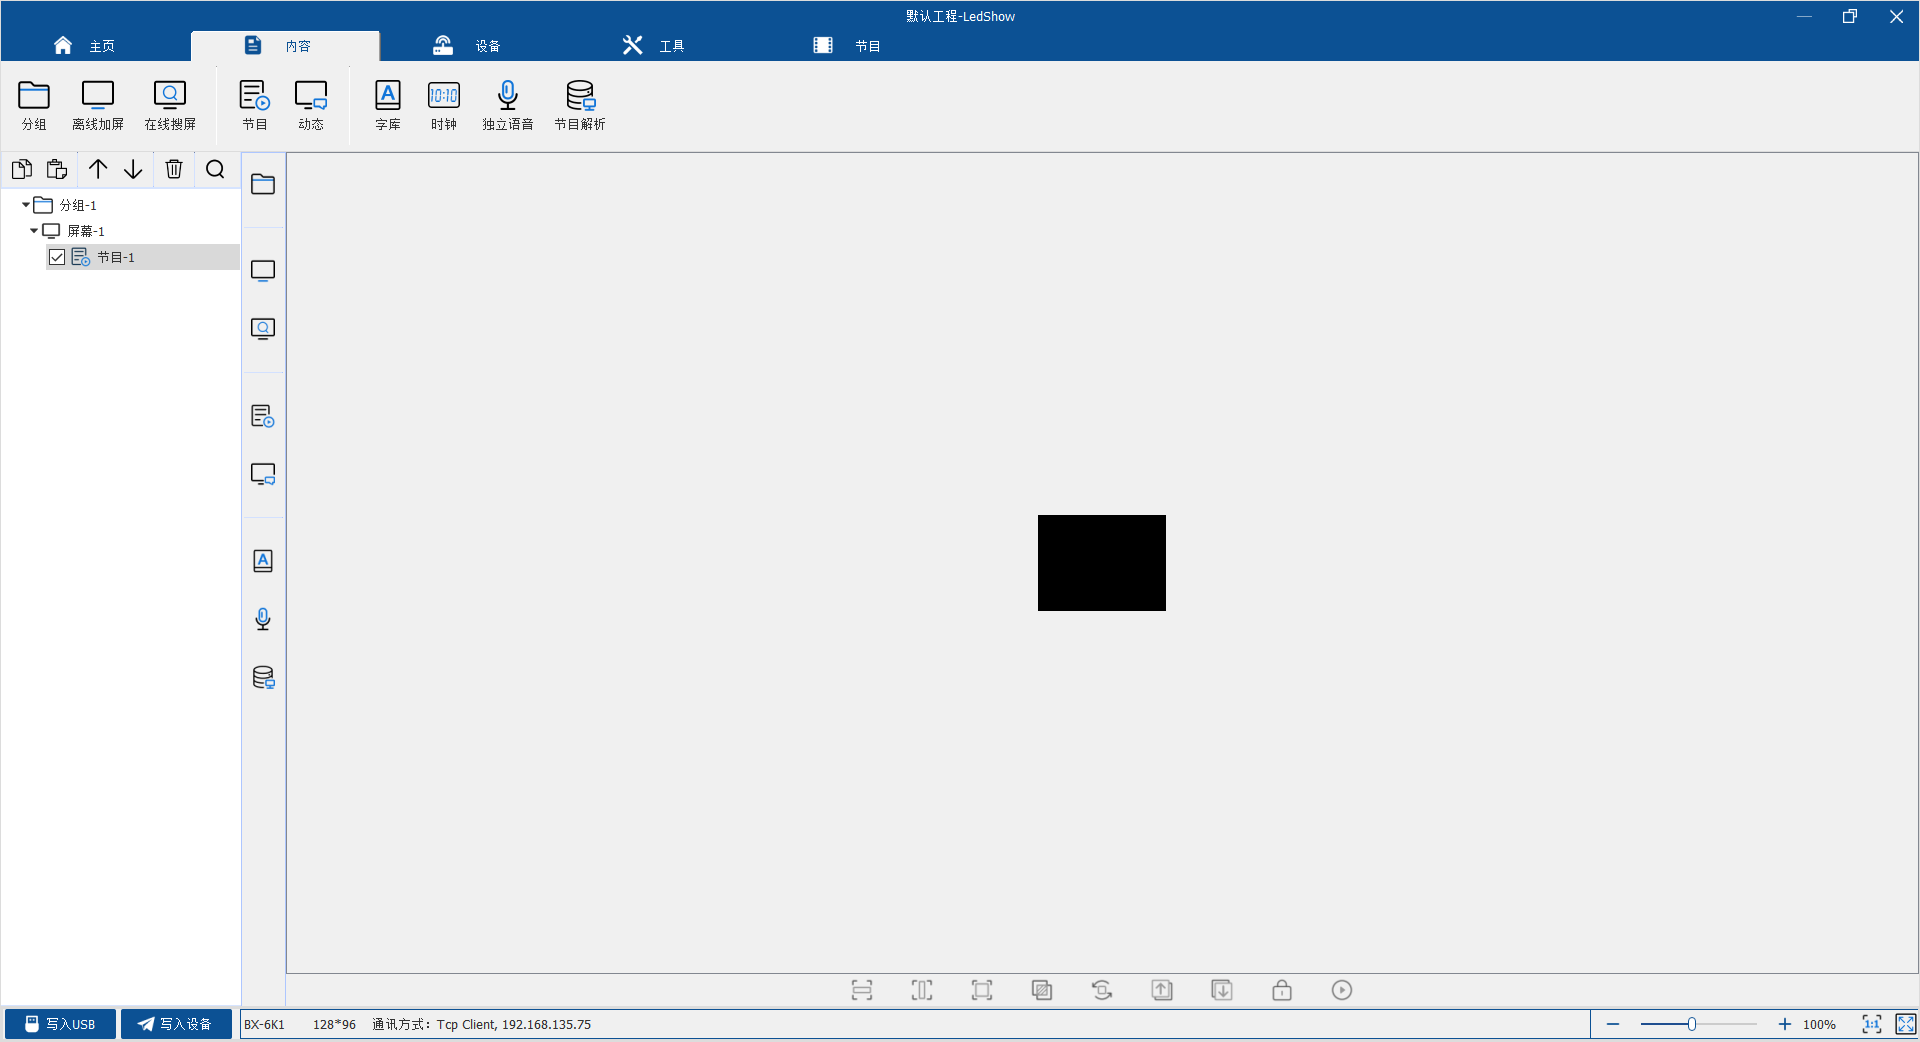 默认工程-LedShow
主页 内容 设备 工具 节目
A 10:10 A
分组 离线加屏 在线搜屏 节目 动态 字库 时钟 独立语音 节目解析
分组-1
屏幕-1
节目-1
A
写入USB 写入设备 BX-6K1 128*96 通讯方式：Tcp Client, 192.168.135.75 100% 1:1